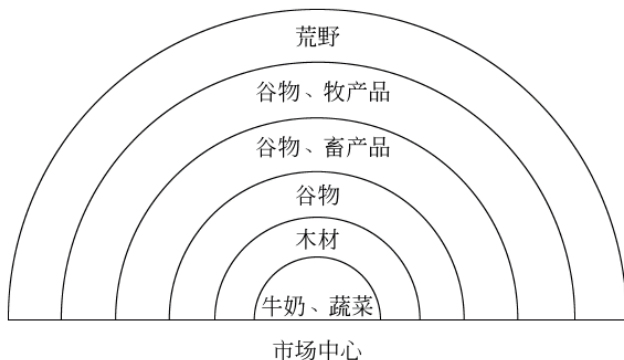 荒野
谷物、牧产品
谷物、畜产品
谷物
木材
牛奶、蔬菜
市场中心